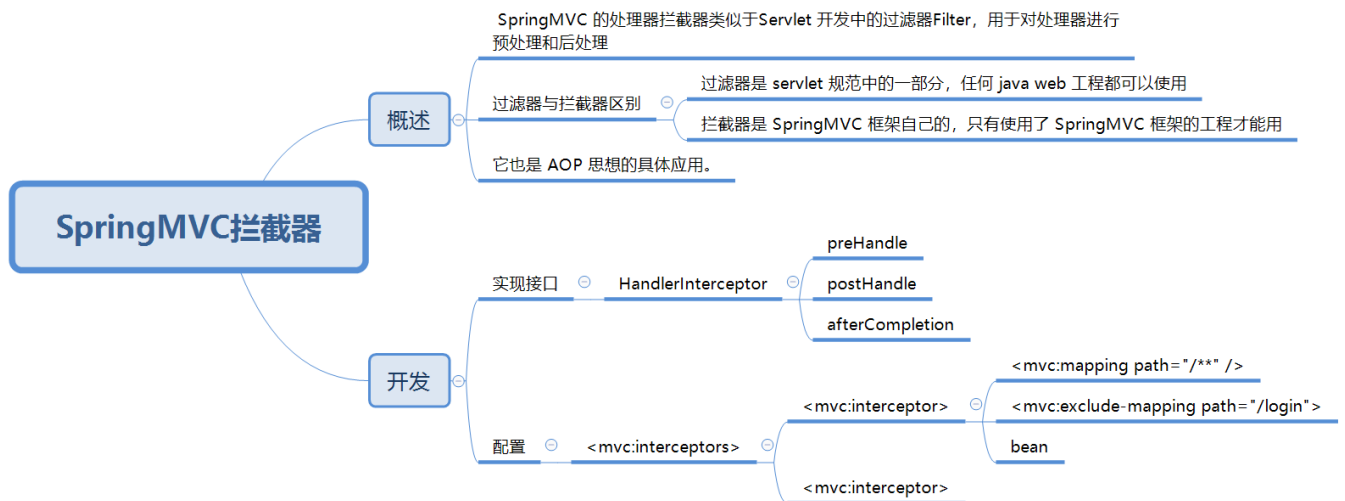 SpringMVC拦截器
概述
SpringMVC 的处理器拦截器类似于Servlet 开发中的过滤器Filter，用于对处理器进行
预处理和后处理
过滤器与拦截器区别
过滤器是 servlet 规范中的一部分，任何 java web 工程都可以使用
拦截器是 SpringMVC 框架自己的，只有使用了 SpringMVC 框架的工程才能用
它也是 AOP 思想的具体应用。
开发
实现接口
HandlerInterceptor
preHandle
postHandle
afterCompletion
配置
<mvc:interceptors>
<mvc:interceptor>
<mvc:mapping path="/**" />
<mvc:exclude-mapping path="/login">
bean
<mvc:interceptor>